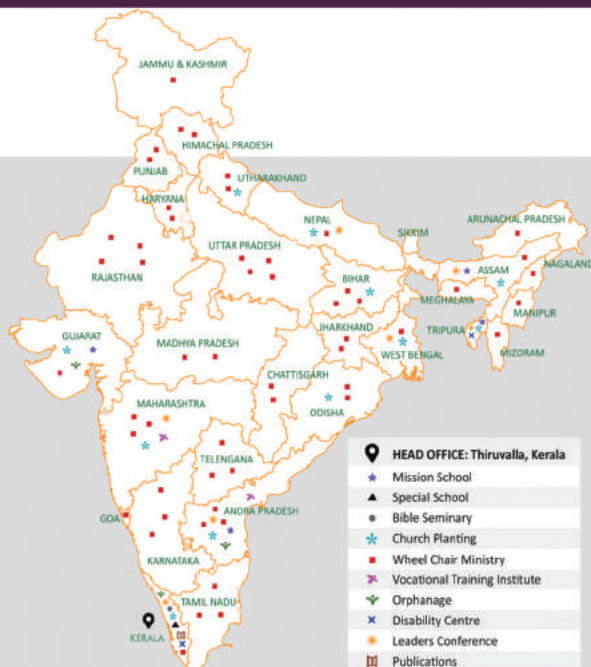 JAMMU & KASHMIR
HIMACHAL PRADESH
PUNJAB
UTHARAKHAND
HARYANA
NEPAL
SIKKIM
ARUNACHAL PRADESH
UTTAR PRADESH
RAJASTHAN
BIHAR
ASSAM
NAGALAND
MEGHALAYA
MANIPUR
GUJARAT
MADHYA PRADESH
JHARKHAND
TRIPURA
WEST BENGAL
MIZORAM
CHATTISGARH
MAHARASHTRA
ODISHA
TELENGANA
GOA
ANDRA PRADESH
KARNATAKA
TAMIL NADU
KERALA
HEAD OFFICE: Thiruvalla, Kerala
Mission School
Special School
Bible Seminary
Church Planting
Wheel Chair Ministry
Vocational Training Institute
Orphanage
Disability Centre
Leaders Conference
Publications